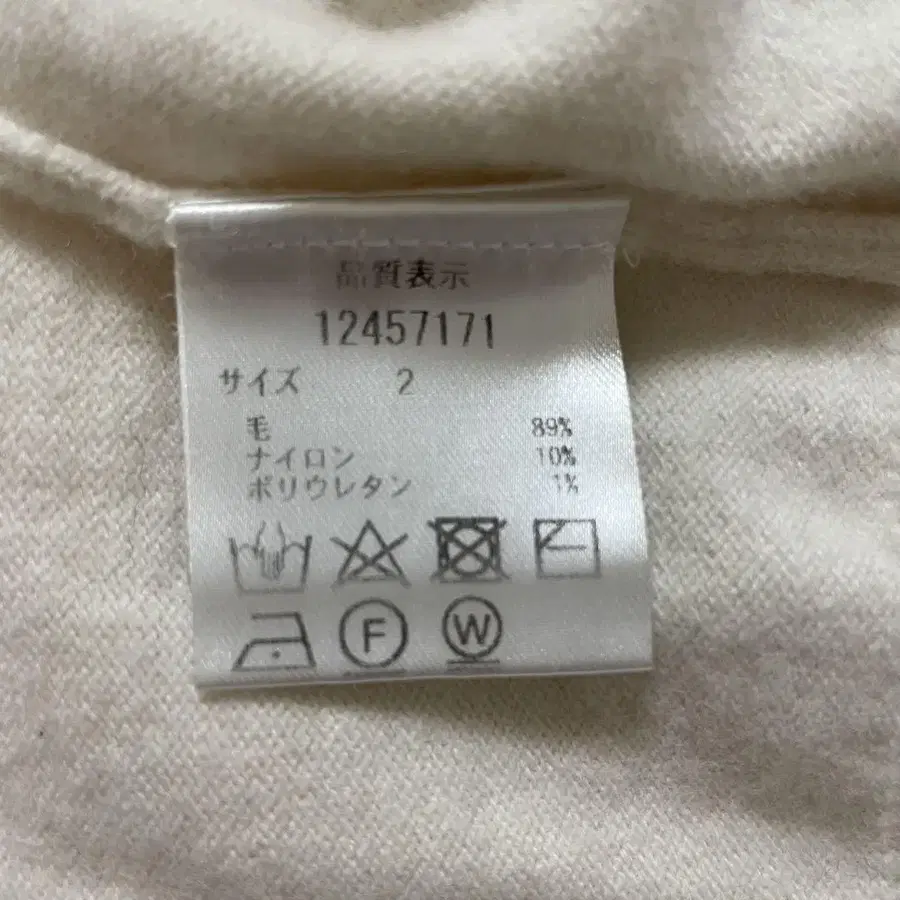 品質表示
12457171
サイズ 2
毛 89%
ナイロン 10%
ポリウレタン 1%
F W